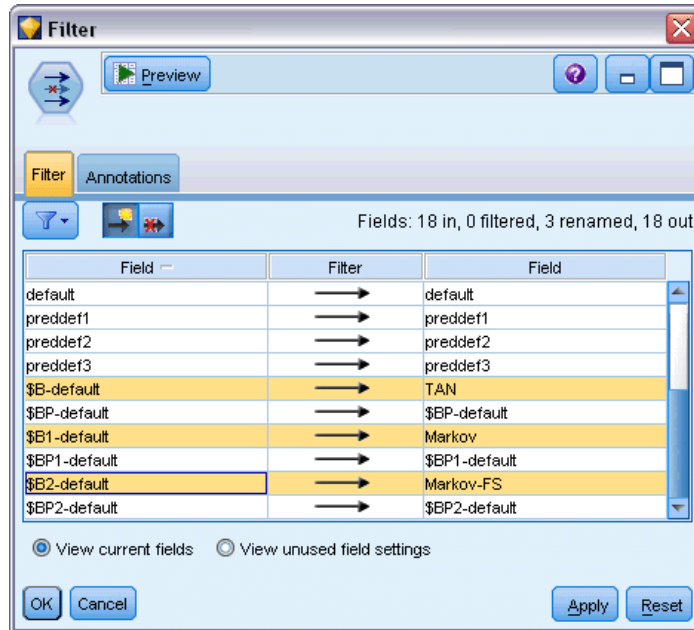 Filter
Preview
Filter Annotations
Fields: 18 in, 0 filtered, 3 renamed, 18 out
Field Filter Field
default default
preddef1 preddef1
preddef2 preddef2
preddef3 preddef3
$B-default TAN
$BP-default $BP-default
$B1-default Markov
$BP1-default $BP1-default
$B2-default Markov-FS
$BP2-default $BP2-default
View current fields View unused field settings
OK Cancel Apply Reset